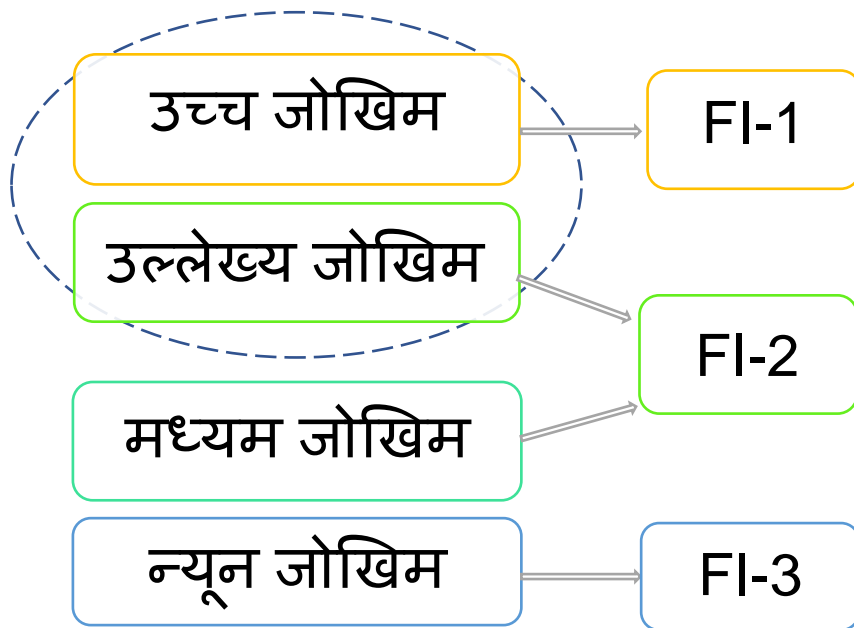 उच्च जोखिम
FI-1
उल्लेख्य जोखिम
FI-2
मध्यम जोखिम
न्यून जोखिम
FI-3